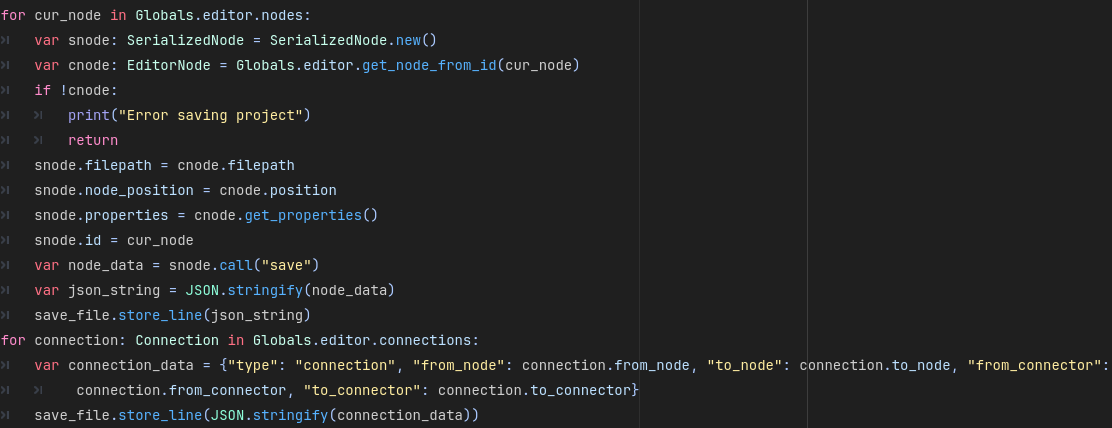 for cur_node in Globals.editor.nodes:
    var snode: SerializedNode = SerializedNode.new()
    var cnode: EditorNode = Globals.editor.get_node_from_id(cur_node)
    if !cnode:
        print("Error saving project")
        return
    snode.filepath = cnode.filepath
    snode.node_position = cnode.position
    snode.properties = cnode.get_properties()
    snode.id = cur_node
    var node_data = snode.call("save")
    var json_string = JSON.stringify(node_data)
    save_file.store_line(json_string)
for connection: Connection in Globals.editor.connections:
    var connection_data = {"type": "connection", "from_node": connection.from_node, "to_node": connection.to_node, "from_connector":
         connection.from_connector, "to_connector": connection.to_connector}
    save_file.store_line(JSON.stringify(connection_data))